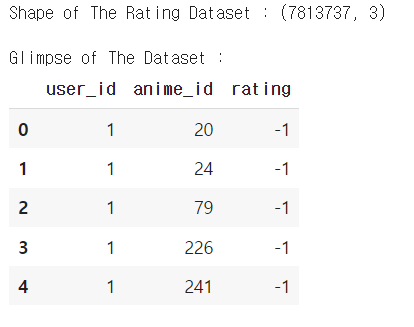 Shape of The Rating Dataset : (7813737, 3)
Glimpse of The Dataset :
user_id anime_id rating
0 1 20 -1
1 1 24 -1
2 1 79 -1
3 1 226 -1
4 1 241 -1